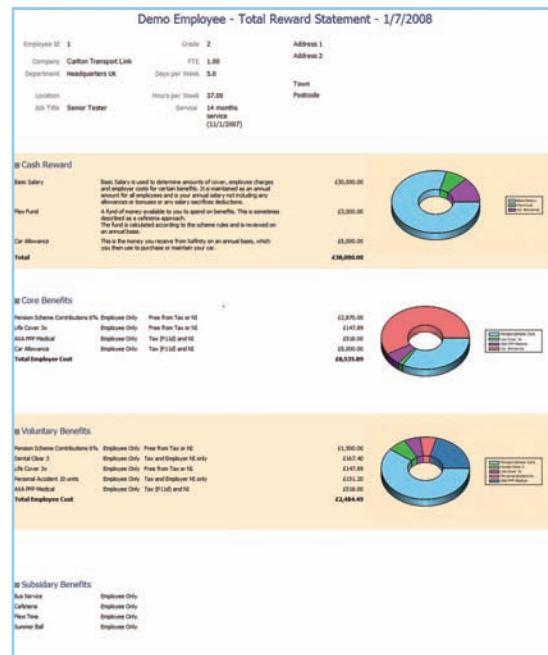 Demo Employee - Total Reward Statement - 1/7/2008
Employee Id 1 Grade 2 Address 1
Address 2
Company Carlton Transport Link FTE 1.00
Department Headquarters UK Days per Week 5.0
Town
Location Hours per Week 37.00 Postcode
Job Title Senior Tester Service 14 months
service
(11/1/2007)
Cash Reward
Basic Salary Basic Salary is used to determine amounts of cover, employee charges £30,000.00
and employer costs for certain benefits. It is maintained as an annual
amount for all employees and is your annual salary not including any
allowances or bonuses or any salary sacrifices deductions.
Flex Fund A fund of money available to you to spend on benefits. This is sometimes £3,000.00
described as a cafeteria approach.
The fund is calculated according to the scheme rules and is reviewed on
an annual basis.
Car Allowance This is the money you receive from on an annual basis, which £5,000.00
you then use to purchase or maintain your car.
Total £38,000.00
Core Benefits
Pension Scheme Contributions 6% Employee Only Free from Tax or NI £2,870.00
Life Cover 3x Employee Only Free from Tax or NI £147.89
AXA PPP Medical Employee Only Tax (P11d) and NI £518.00
Car Allowance Employee Only Tax (P11d) and NI £5,000.00
Total Employer Cost £8,535.89
Voluntary Benefits
Pension Scheme Contributions 6% Employee Only Free from Tax or NI £1,500.00
Dental Clear 3 Employee Only Tax and Employer NI only £167.40
Life Cover 3x Employee Only Free from Tax or NI £147.89
Personal Accident 10 units Employee Only Tax and Employer NI only £151.20
AXA PPP Medical Employee Only Tax (P11d) and NI £518.00
Total Employee Cost £2,484.49
Subsidary Benefits
Bus Service Employee Only
Cafeteria Employee Only
Flexi Time Employee Only
Summer Ball Employee Only